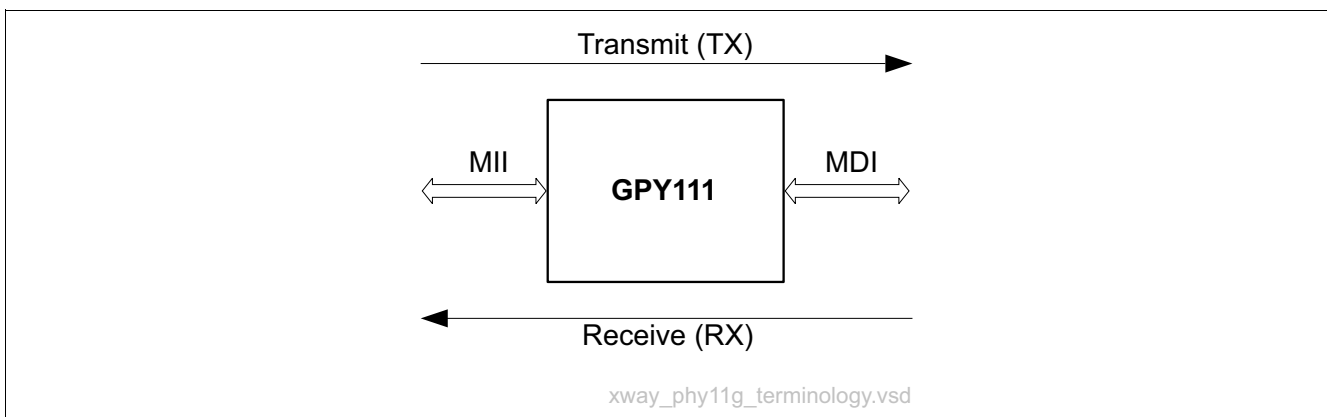 Transmit (TX)
MII
GPY111
MDI
Receive (RX)
xway_phy11g_terminology.vsd